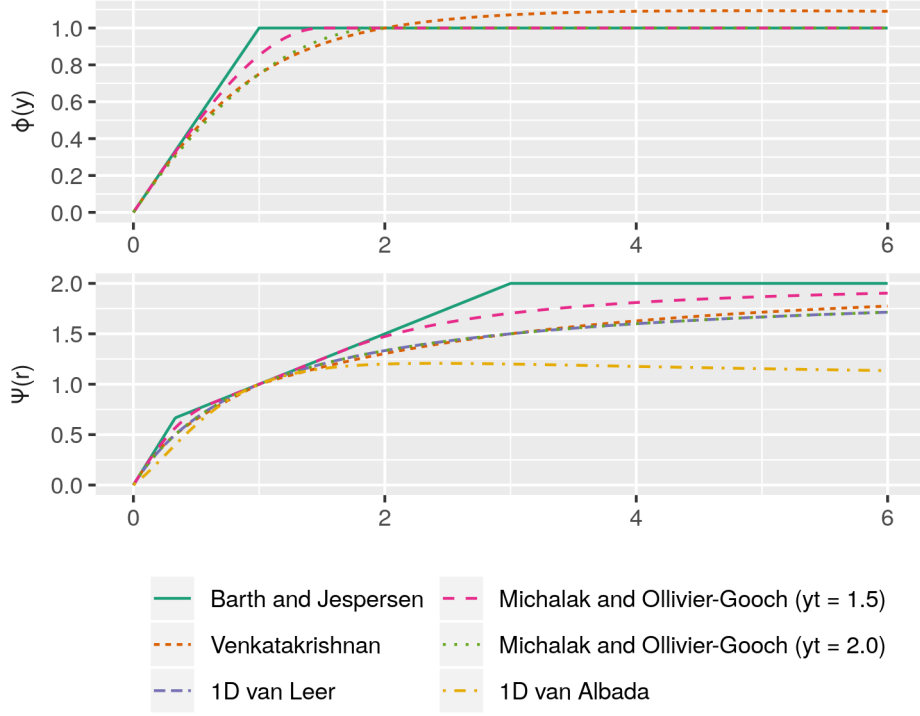 1.0
0.8
0.6
0.4
0.2
0.0
ϕ(y)
0 2 4 6
2.0
1.5
1.0
0.5
0.0
Ψ(r)
0 2 4 6
Barth and Jespersen
Michalak and Ollivier-Gooch (yt = 1.5)
Venkatakrishnan
Michalak and Ollivier-Gooch (yt = 2.0)
1D van Leer
1D van Albada